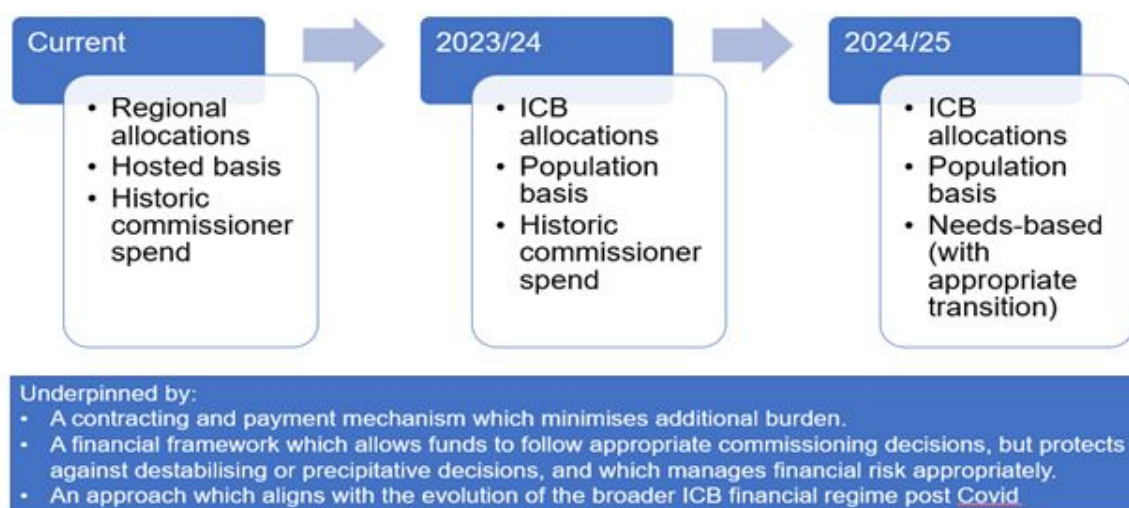 Current
• Regional
allocations
• Hosted basis
• Historic
commissioner
spend
2023/24
• ICB
allocations
• Population
basis
• Historic
commissioner
spend
2024/25
• ICB
allocations
• Population
basis
• Needs-based
(with
appropriate
transition)
Underpinned by:
• A contracting and payment mechanism which minimises additional burden.
• A financial framework which allows funds to follow appropriate commissioning decisions, but protects
against destabilising or precipitative decisions, and which manages financial risk appropriately.
• An approach which aligns with the evolution of the broader ICB financial regime post Covid